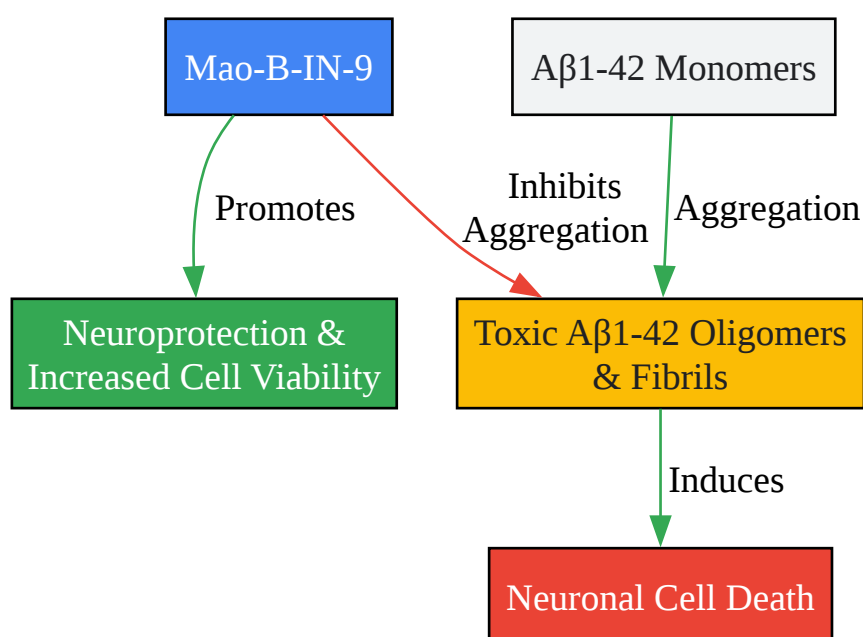 Mao-B-IN-9
Aβ1-42 Monomers
Promotes
Inhibits
Aggregation
Aggregation
Neuroprotection &
Increased Cell Viability
Toxic Aβ1-42 Oligomers
& Fibrils
Induces
Neuronal Cell Death